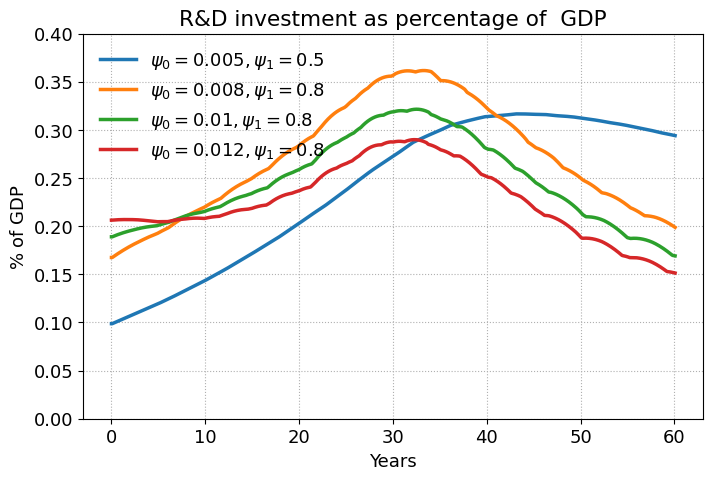 R&D investment as percentage of  GDP
0.40
0.35
0.30
0.25
0.20
0.15
0.10
0.05
0.00
% of GDP
ψ₀ = 0.005, ψ₁ = 0.5
ψ₀ = 0.008, ψ₁ = 0.8
ψ₀ = 0.01, ψ₁ = 0.8
ψ₀ = 0.012, ψ₁ = 0.8
0 10 20 30 40 50 60
Years